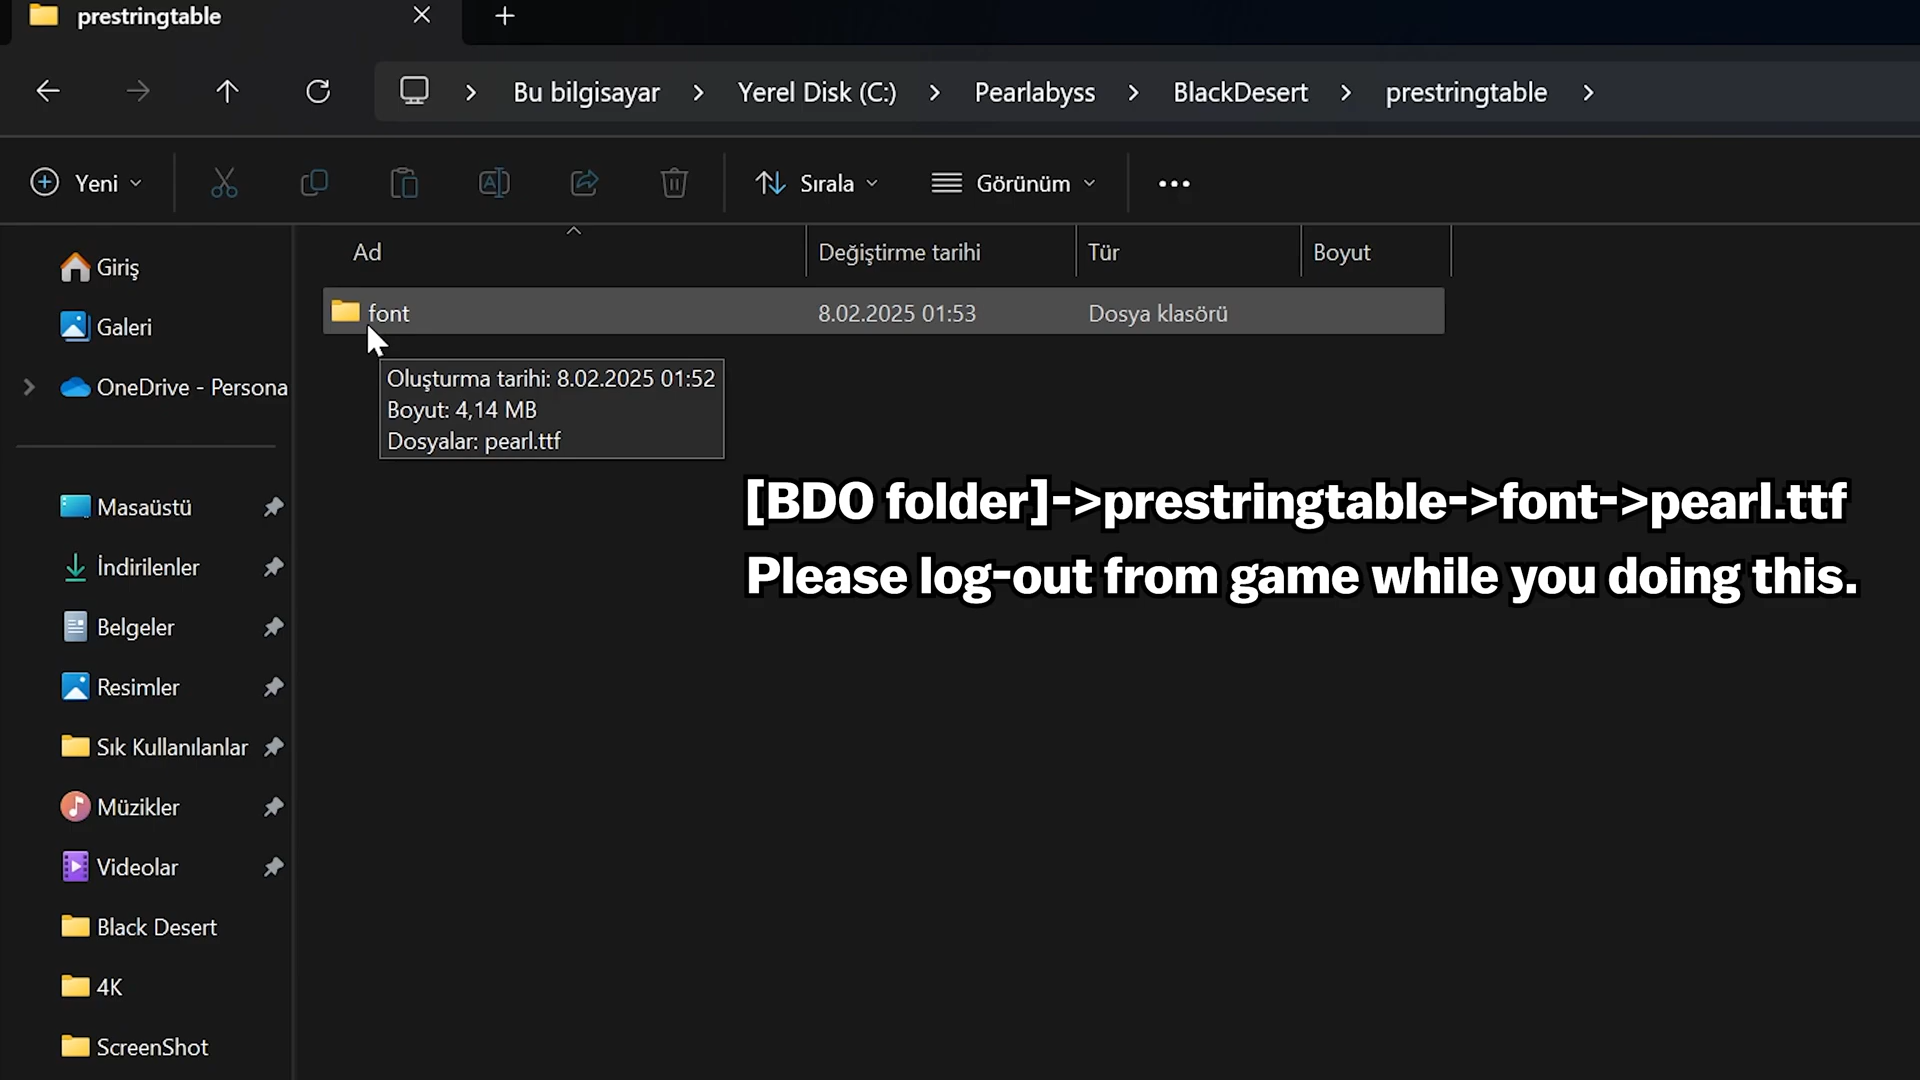 prestringtable
Bu bilgisayar > Yerel Disk (C:) > Pearlabyss > BlackDesert > prestringtable >
Yeni Sırala Görünüm
Ad Değiştirme tarihi Tür Boyut
font 8.02.2025 01:53 Dosya klasörü
Oluşturma tarihi: 8.02.2025 01:52
Boyut: 4,14 MB
Dosyalar: pearl.ttf
[BDO folder]->prestringtable->font->pearl.ttf
Please log-out from game while you doing this.
Giriş
Galeri
OneDrive - Persona
Masaüstü
İndirilenler
Belgeler
Resimler
Sık Kullanılanlar
Müzikler
Videolar
Black Desert
4K
ScreenShot